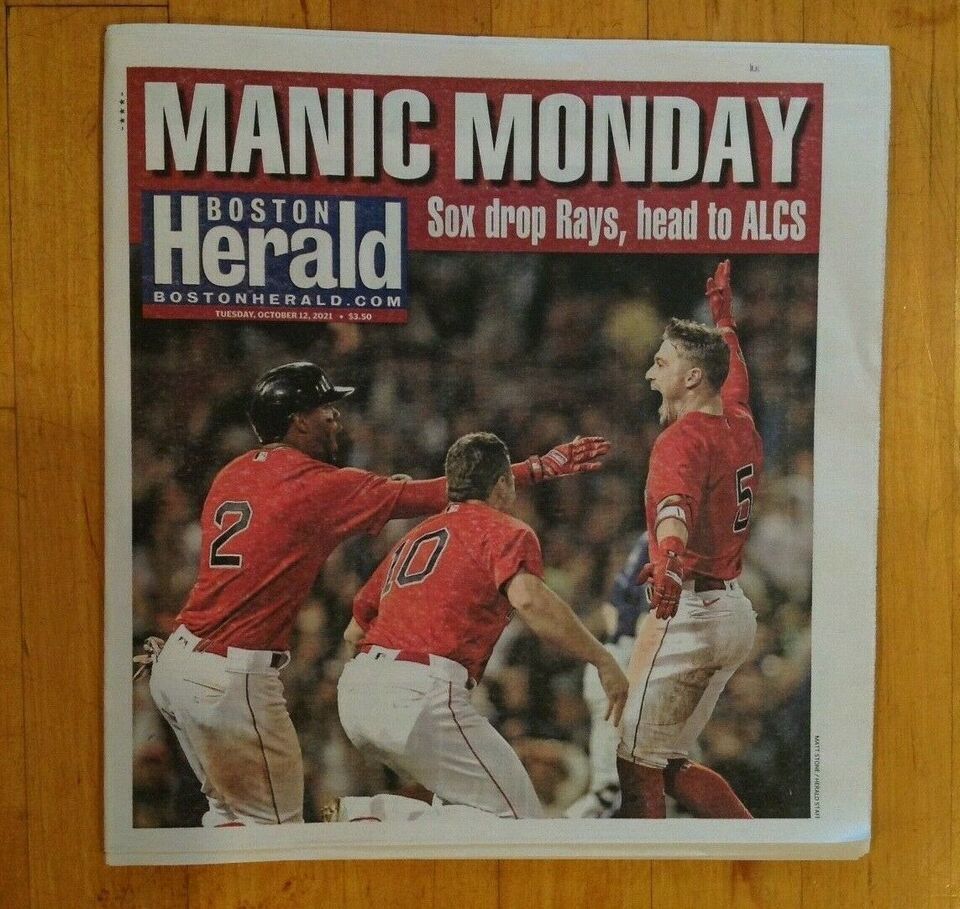 MANIC MONDAY
BOSTON
Herald
BOSTONHERALD.COM
TUESDAY, OCTOBER 12, 2021 • $3.50
Sox drop Rays, head to ALCS
2
10
5
MATT STONE / HERALD STAFF